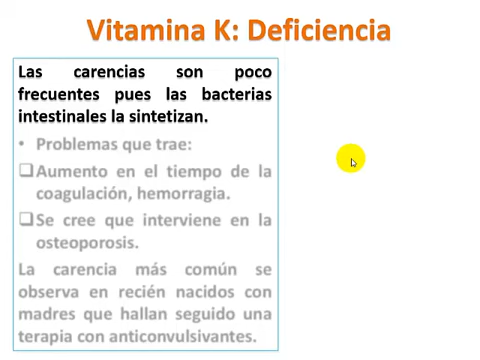 Vitamina K: Deficiencia
Las carencias son poco
frecuentes pues las bacterias
intestinales la sintetizan.
• Problemas que trae:
❑Aumento en el tiempo de la
coagulación, hemorragia.
❑Se cree que interviene en la
osteoporosis.
La carencia más común se
observa en recién nacidos con
madres que hallan seguido una
terapia con anticonvulsivantes.